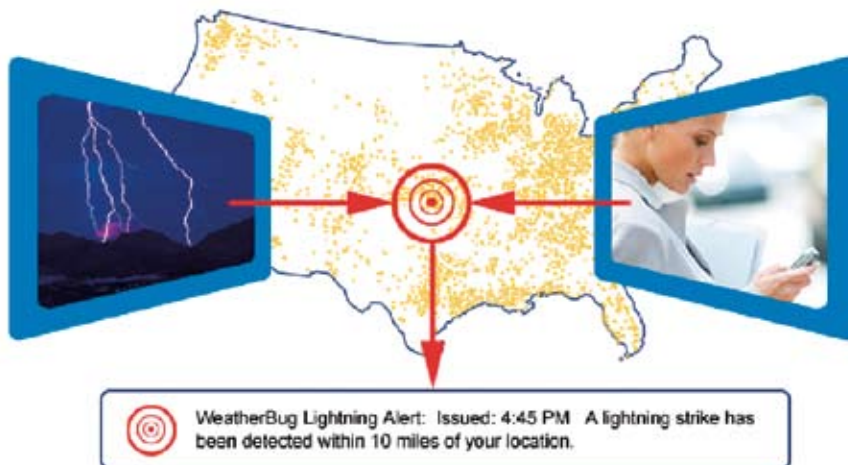 WeatherBug Lightning Alert:  Issued: 4:45 PM   A lightning strike has
been detected within 10 miles of your location.